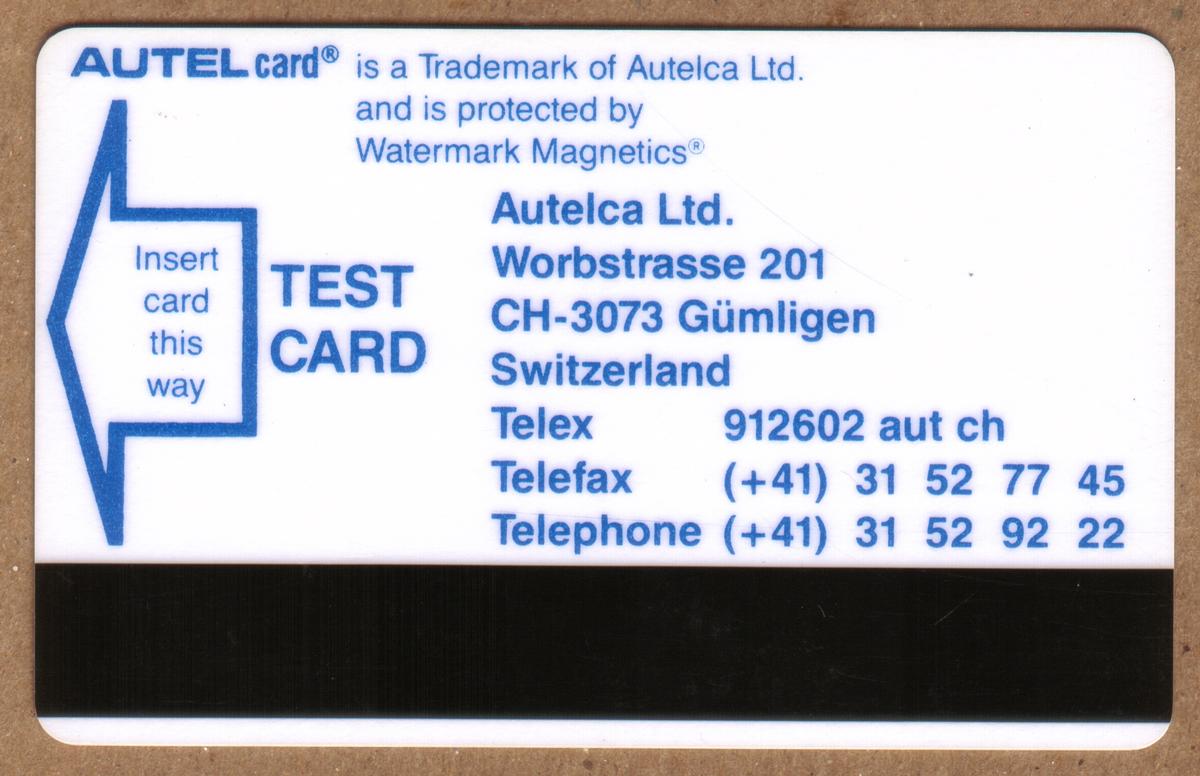 AUTELcard® is a Trademark of Autelca Ltd.
and is protected by
Watermark Magnetics®
Insert
card
this
way
TEST
CARD
Autelca Ltd.
Worbstrasse 201
CH-3073 Gümligen
Switzerland
Telex 912602 aut ch
Telefax (+41) 31 52 77 45
Telephone (+41) 31 52 92 22